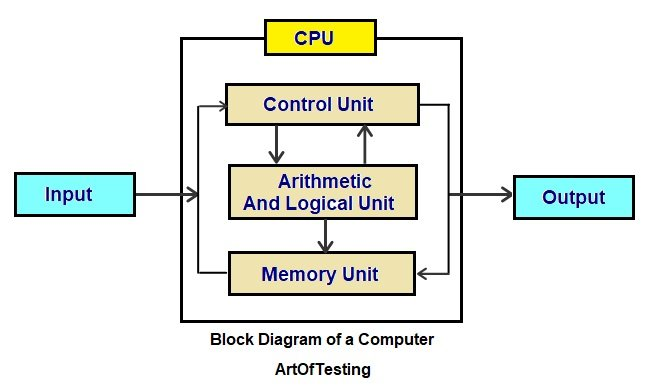 CPU
Control Unit
Arithmetic
And Logical Unit
Input
Output
Memory Unit
Block Diagram of a Computer
ArtOfTesting